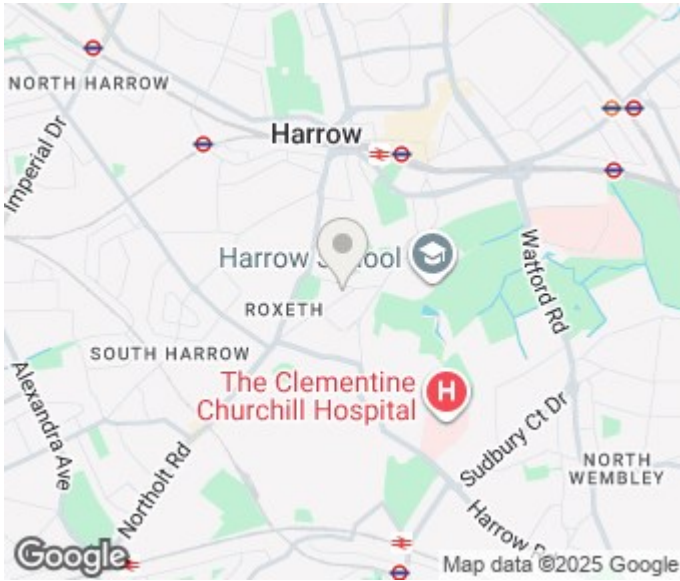 NORTH HARROW
Imperial Dr
Harrow
Harrow School
Watford Rd
ROXETH
SOUTH HARROW
The Clementine
Churchill Hospital
H
Alexandra Ave
Sudbury Ct Dr
NORTH
WEMBLEY
Northolt Rd
Harrow
Google
Map data ©2025 Google